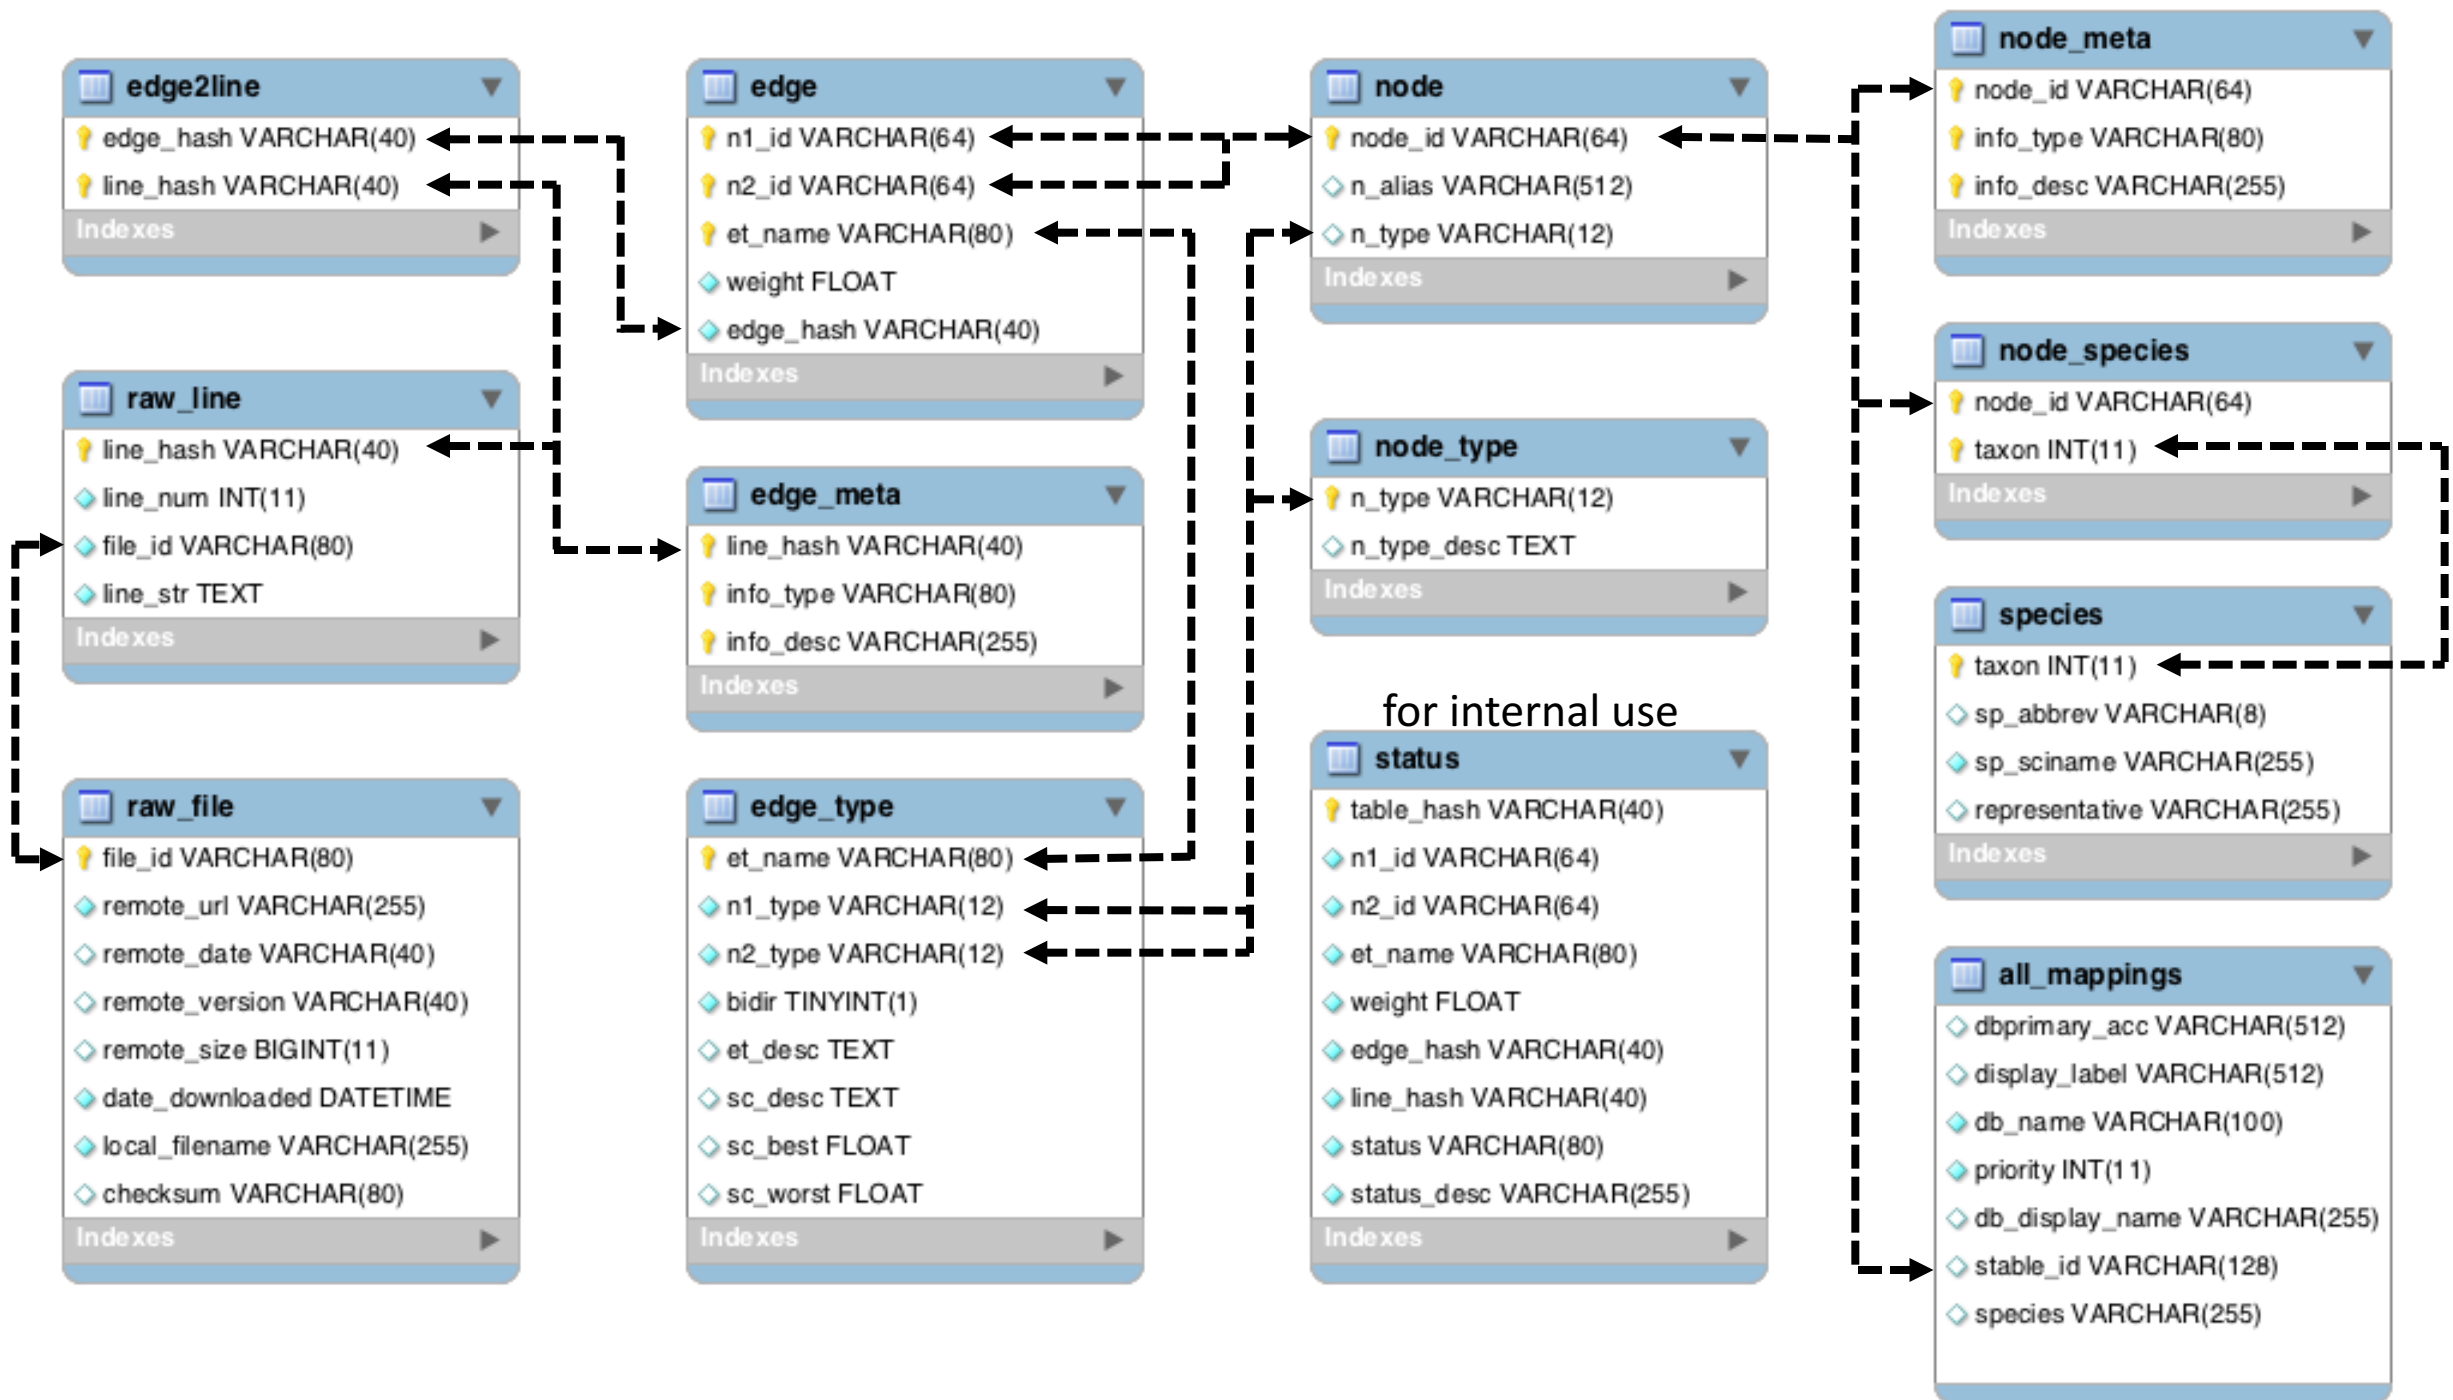 edge2line
edge_hash VARCHAR(40)
line_hash VARCHAR(40)
Indexes
raw_line
line_hash VARCHAR(40)
line_num INT(11)
file_id VARCHAR(80)
line_str TEXT
Indexes
raw_file
file_id VARCHAR(80)
remote_url VARCHAR(255)
remote_date VARCHAR(40)
remote_version VARCHAR(40)
remote_size BIGINT(11)
date_downloaded DATETIME
local_filename VARCHAR(255)
checksum VARCHAR(80)
Indexes
edge
n1_id VARCHAR(64)
n2_id VARCHAR(64)
et_name VARCHAR(80)
weight FLOAT
edge_hash VARCHAR(40)
Indexes
edge_meta
line_hash VARCHAR(40)
info_type VARCHAR(80)
info_desc VARCHAR(255)
Indexes
edge_type
et_name VARCHAR(80)
n1_type VARCHAR(12)
n2_type VARCHAR(12)
bidir TINYINT(1)
et_desc TEXT
sc_desc TEXT
sc_best FLOAT
sc_worst FLOAT
Indexes
node
node_id VARCHAR(64)
n_alias VARCHAR(512)
n_type VARCHAR(12)
Indexes
node_type
n_type VARCHAR(12)
n_type_desc TEXT
Indexes
for internal use
status
table_hash VARCHAR(40)
n1_id VARCHAR(64)
n2_id VARCHAR(64)
et_name VARCHAR(80)
weight FLOAT
edge_hash VARCHAR(40)
line_hash VARCHAR(40)
status VARCHAR(80)
status_desc VARCHAR(255)
Indexes
node_meta
node_id VARCHAR(64)
info_type VARCHAR(80)
info_desc VARCHAR(255)
Indexes
node_species
node_id VARCHAR(64)
taxon INT(11)
Indexes
species
taxon INT(11)
sp_abbrev VARCHAR(8)
sp_sciname VARCHAR(255)
representative VARCHAR(255)
Indexes
all_mappings
dbprimary_acc VARCHAR(512)
display_label VARCHAR(512)
db_name VARCHAR(100)
priority INT(11)
db_display_name VARCHAR(255)
stable_id VARCHAR(128)
species VARCHAR(255)